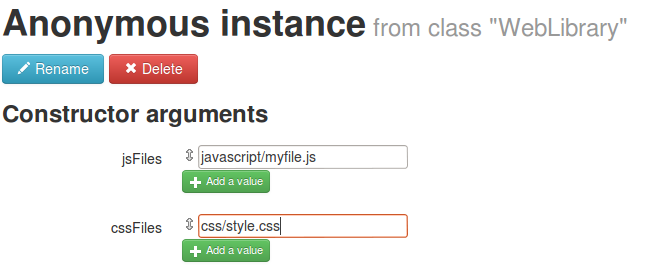 Anonymous instance from class "WebLibrary"
Rename Delete
Constructor arguments
jsFiles javascript/myfile.js
Add a value
cssFiles css/style.css
Add a value